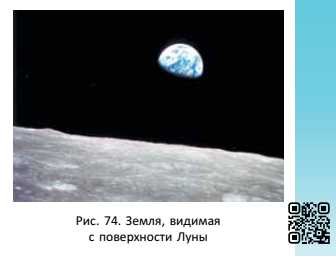 Рис. 74. Земля, видимая
с поверхности Луны